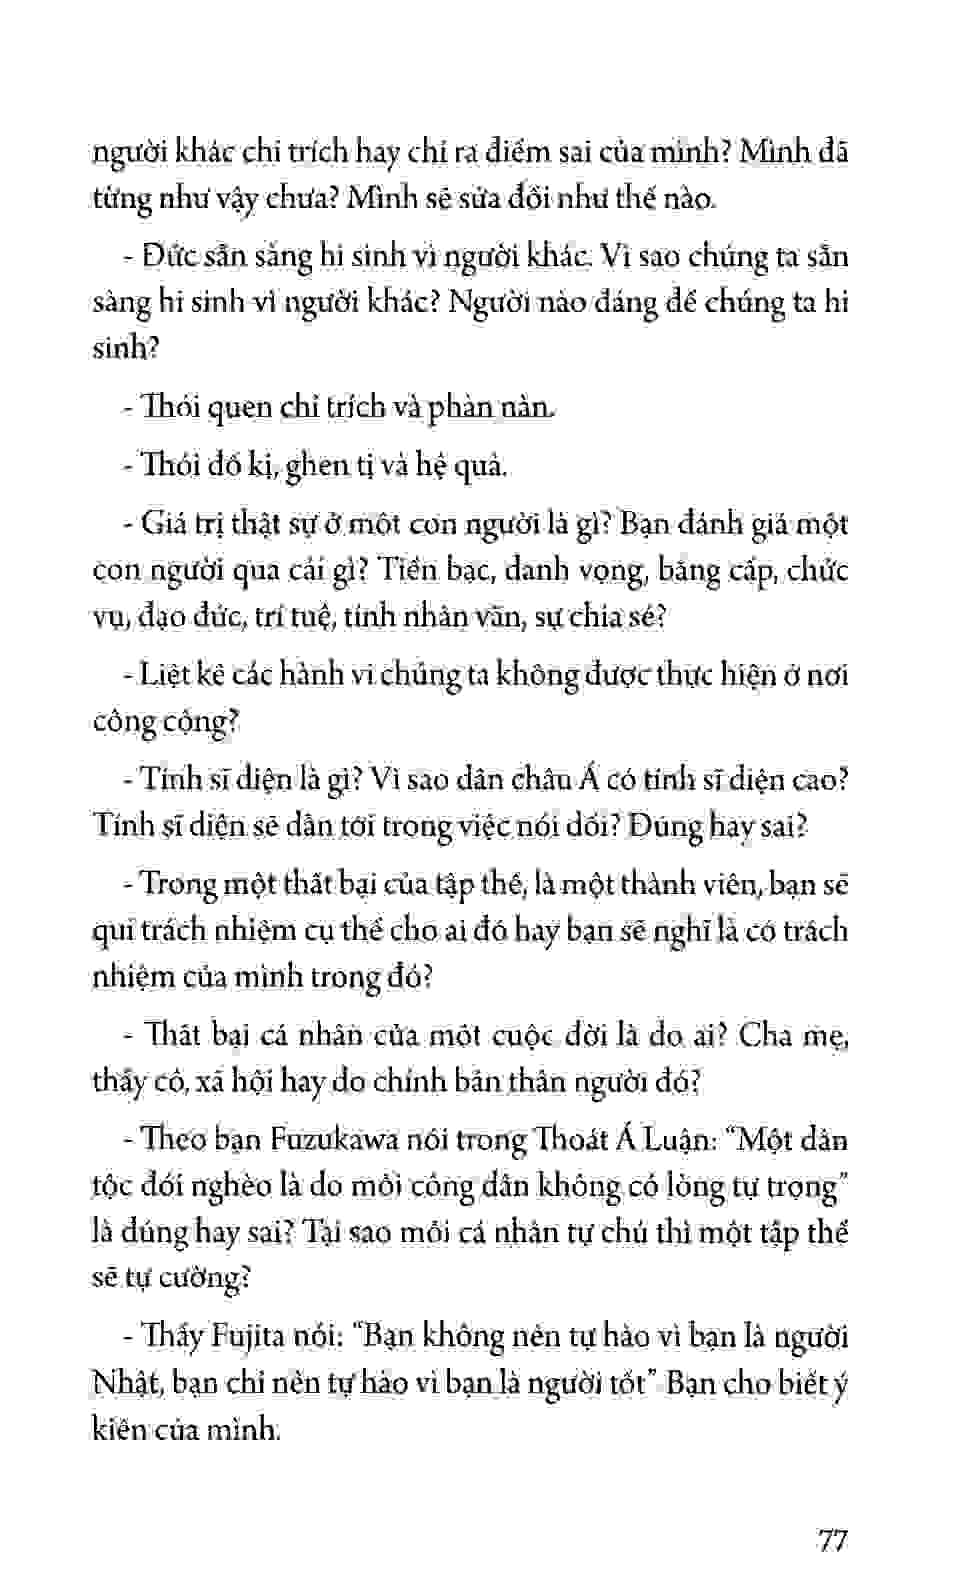 người khác chỉ trích hay chỉ ra điểm sai của mình? Mình đã
từng như vậy chưa? Mình sẽ sửa đổi như thế nào.
- Đức sẵn sàng hi sinh vì người khác. Vì sao chúng ta sẵn
sàng hi sinh vì người khác? Người nào đáng để chúng ta hi
sinh?
- Thói quen chỉ trích và phàn nàn.
- Thói đố kị, ghen tị và hệ quả.
- Giá trị thật sự ở một con người là gì? Bạn đánh giá một
con người qua cái gì? Tiền bạc, danh vọng, bằng cấp, chức
vụ, đạo đức, trí tuệ, tính nhân văn, sự chia sẻ?
- Liệt kê các hành vi chúng ta không được thực hiện ở nơi
công cộng?
- Tính sĩ diện là gì? Vì sao dân châu Á có tính sĩ diện cao?
Tính sĩ diện sẽ dẫn tới trong việc nói dối? Đúng hay sai?
- Trong một thất bại của tập thể, là một thành viên, bạn sẽ
qui trách nhiệm cụ thể cho ai đó hay bạn sẽ nghĩ là có trách
nhiệm của mình trong đó?
- Thất bại cá nhân của một cuộc đời là do ai? Cha mẹ,
thầy cô, xã hội hay do chính bản thân người đó?
- Theo bạn Fuzukawa nói trong Thoát Á Luận: “Một dân
tộc đói nghèo là do mỗi công dân không có lòng tự trọng”
là đúng hay sai? Tại sao mỗi cá nhân tự chủ thì một tập thể
sẽ tự cường?
- Thầy Fujita nói: “Bạn không nên tự hào vì bạn là người
Nhật, bạn chỉ nên tự hào vì bạn là người tốt” Bạn cho biết ý
kiến của mình.
77